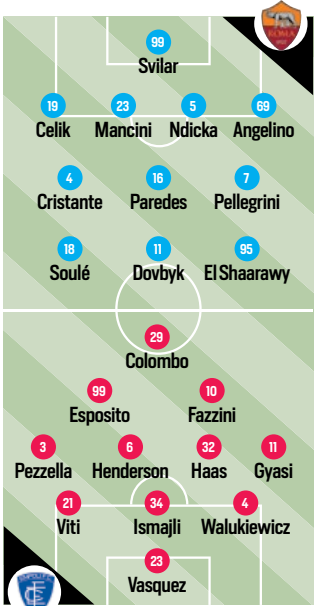 ROMA
99
Svilar
19 23 5 69
Celik Mancini Ndicka Angelino
4 16 7
Cristante Paredes Pellegrini
18 11 95
Soulé Dovbyk El Shaarawy
29
Colombo
99 10
Esposito Fazzini
3 6 32 11
Pezzella Henderson Haas Gyasi
21 34 4
Viti Ismajli Walukiewicz
23
Vasquez